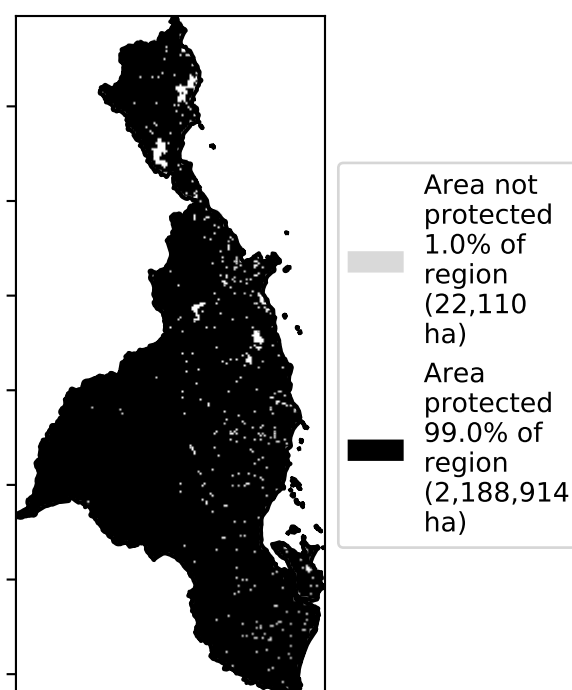 Area not
protected
1.0% of
region
(22,110
ha)
Area
protected
99.0% of
region
(2,188,914
ha)